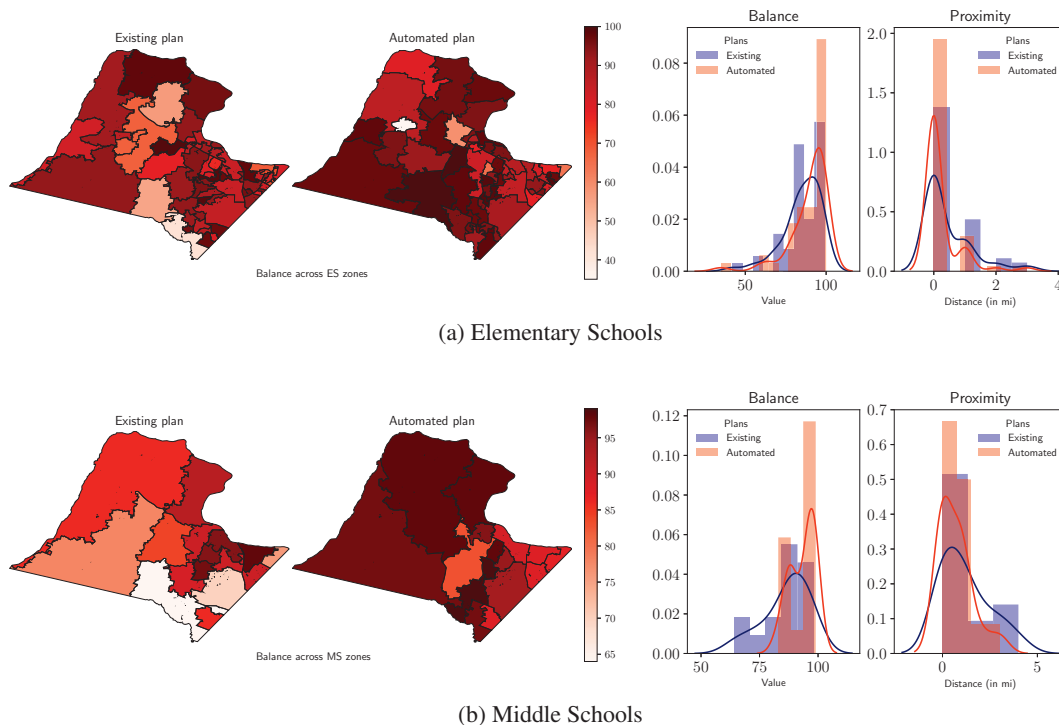 Existing plan
Automated plan
100
90
80
70
60
50
40
Balance across ES zones
Balance
Plans
Existing
Automated
0.08
0.06
0.04
0.02
0.00
50
100
Value
Proximity
Plans
Existing
Automated
2.0
1.5
1.0
0.5
0.0
0
2
4
Distance (in mi)
(a) Elementary Schools
Existing plan
Automated plan
95
90
85
80
75
70
65
Balance across MS zones
Balance
Plans
Existing
Automated
0.12
0.10
0.08
0.06
0.04
0.02
0.00
50
75
100
Value
Proximity
Plans
Existing
Automated
0.7
0.6
0.5
0.4
0.3
0.2
0.1
0.0
0
5
Distance (in mi)
(b) Middle Schools